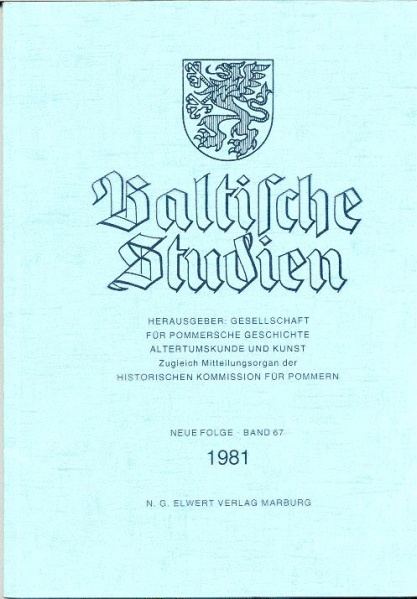 Baltische
Studien
HERAUSGEBER: GESELLSCHAFT
FÜR POMMERSCHE GESCHICHTE
ALTERTUMSKUNDE UND KUNST
Zugleich Mitteilungsorgan der
HISTORISCHEN KOMMISSION FÜR POMMERN
NEUE FOLGE · BAND 67
1981
N. G. ELWERT VERLAG MARBURG